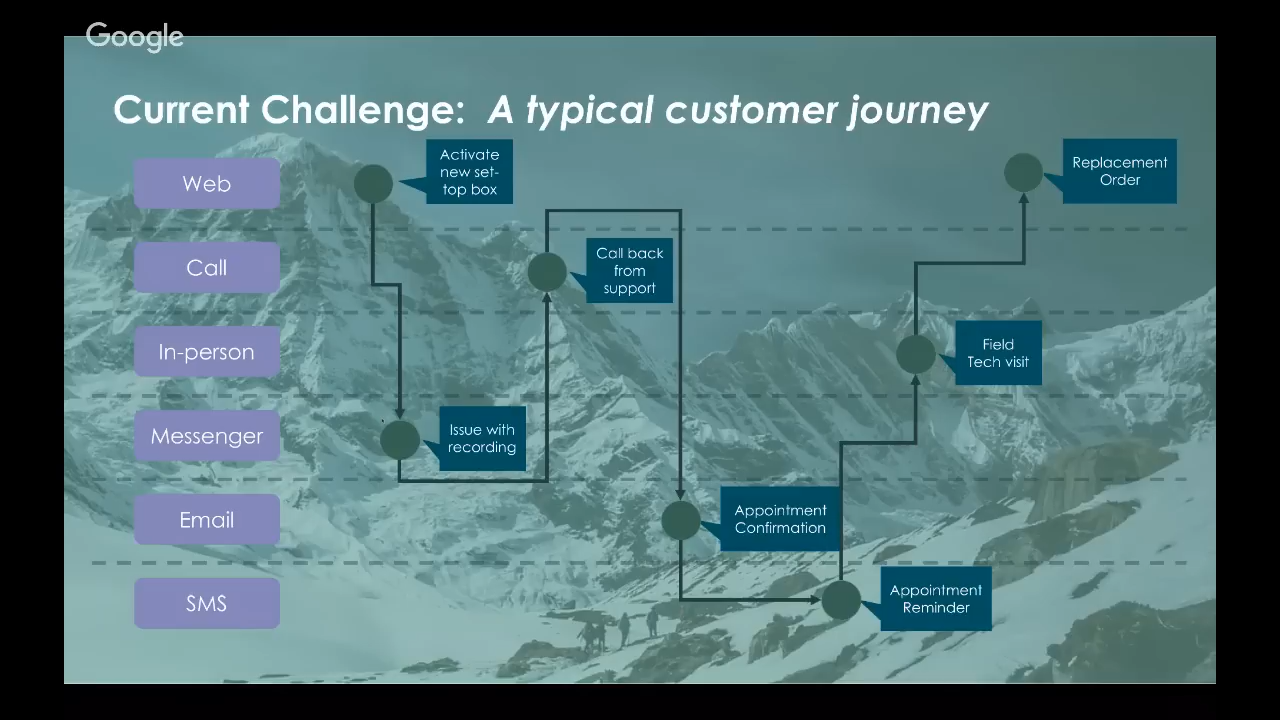 Google
Current Challenge: A typical customer journey
Web
Activate
new set-
top box
Replacement
Order
Call
Call back
from
support
In-person
Field
Tech visit
Messenger
Issue with
recording
Email
Appointment
Confirmation
SMS
Appointment
Reminder